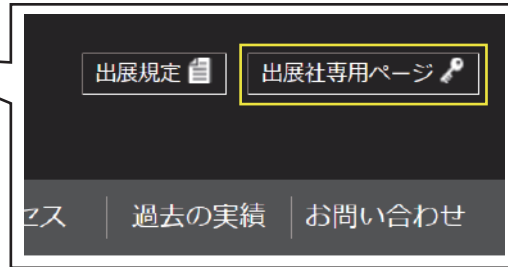 出展規定
出展社専用ページ
セス
過去の実績
お問い合わせ